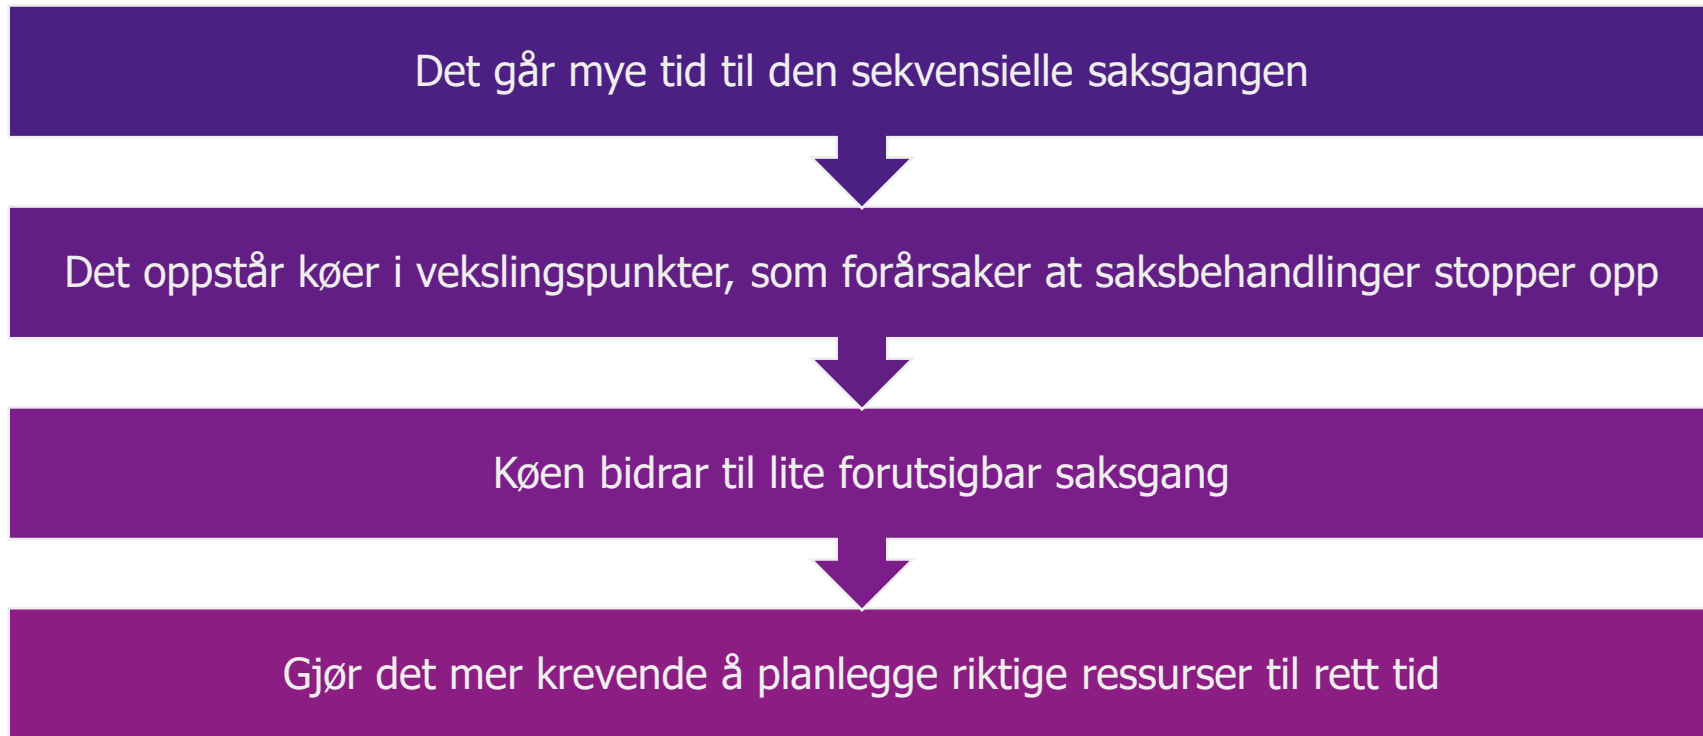 Det går mye tid til den sekvensielle saksgangen
Det oppstår køer i vekslingspunkter, som forårsaker at saksbehandlinger stopper opp
Køen bidrar til lite forutsigbar saksgang
Gjør det mer krevende å planlegge riktige ressurser til rett tid